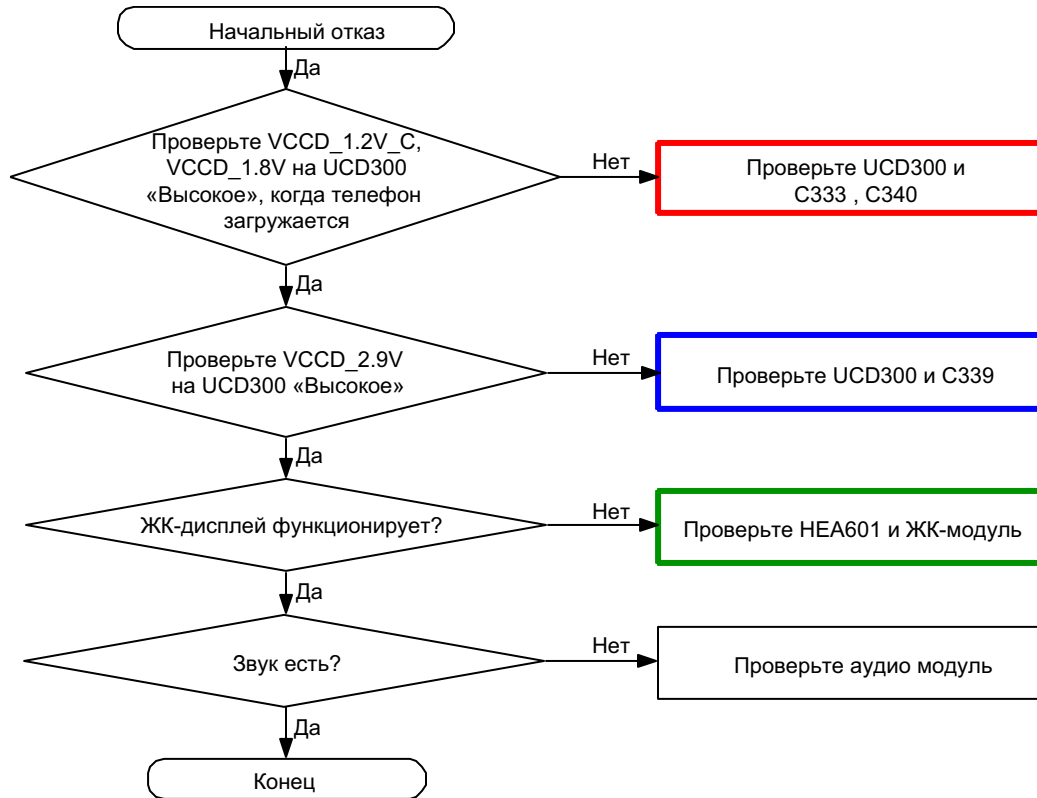 Начальный отказ
Да
Проверьте VCCD_1.2V_C,
VCCD_1.8V на UCD300
«Высокое», когда телефон
загружается
Нет
Проверьте UCD300 и
C333 , C340
Да
Проверьте VCCD_2.9V
на UCD300 «Высокое»
Нет
Проверьте UCD300 и C339
Да
ЖК-дисплей функционирует?
Нет
Проверьте HEA601 и ЖК-модуль
Да
Звук есть?
Нет
Проверьте аудио модуль
Да
Конец